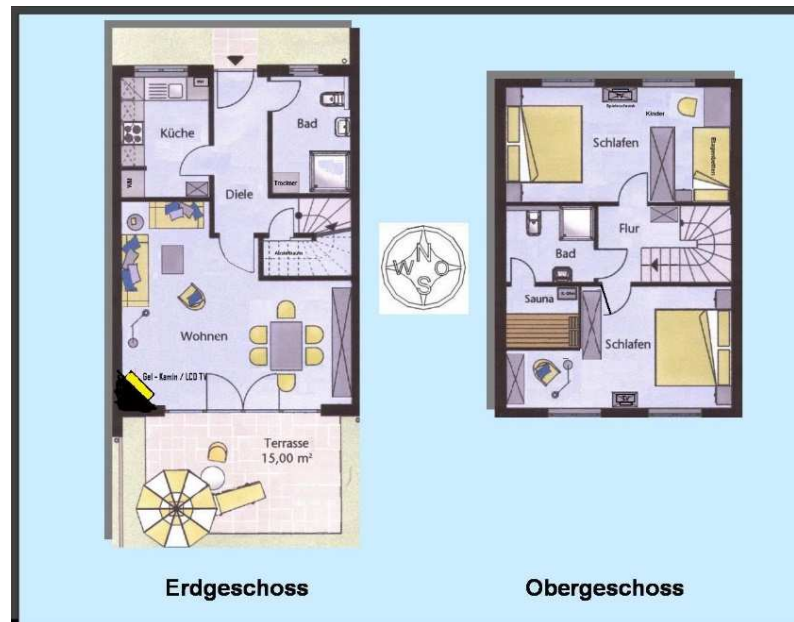 Küche
Bad
Diele
Trockner
Abstellraum
Wohnen
Gel - Kamin / LCD TV
Terrasse
15,00 m²
Erdgeschoss
N
W O
S
Schlafen
Kinder
Flur
Bad
Sauna
Schlafen
Obergeschoss